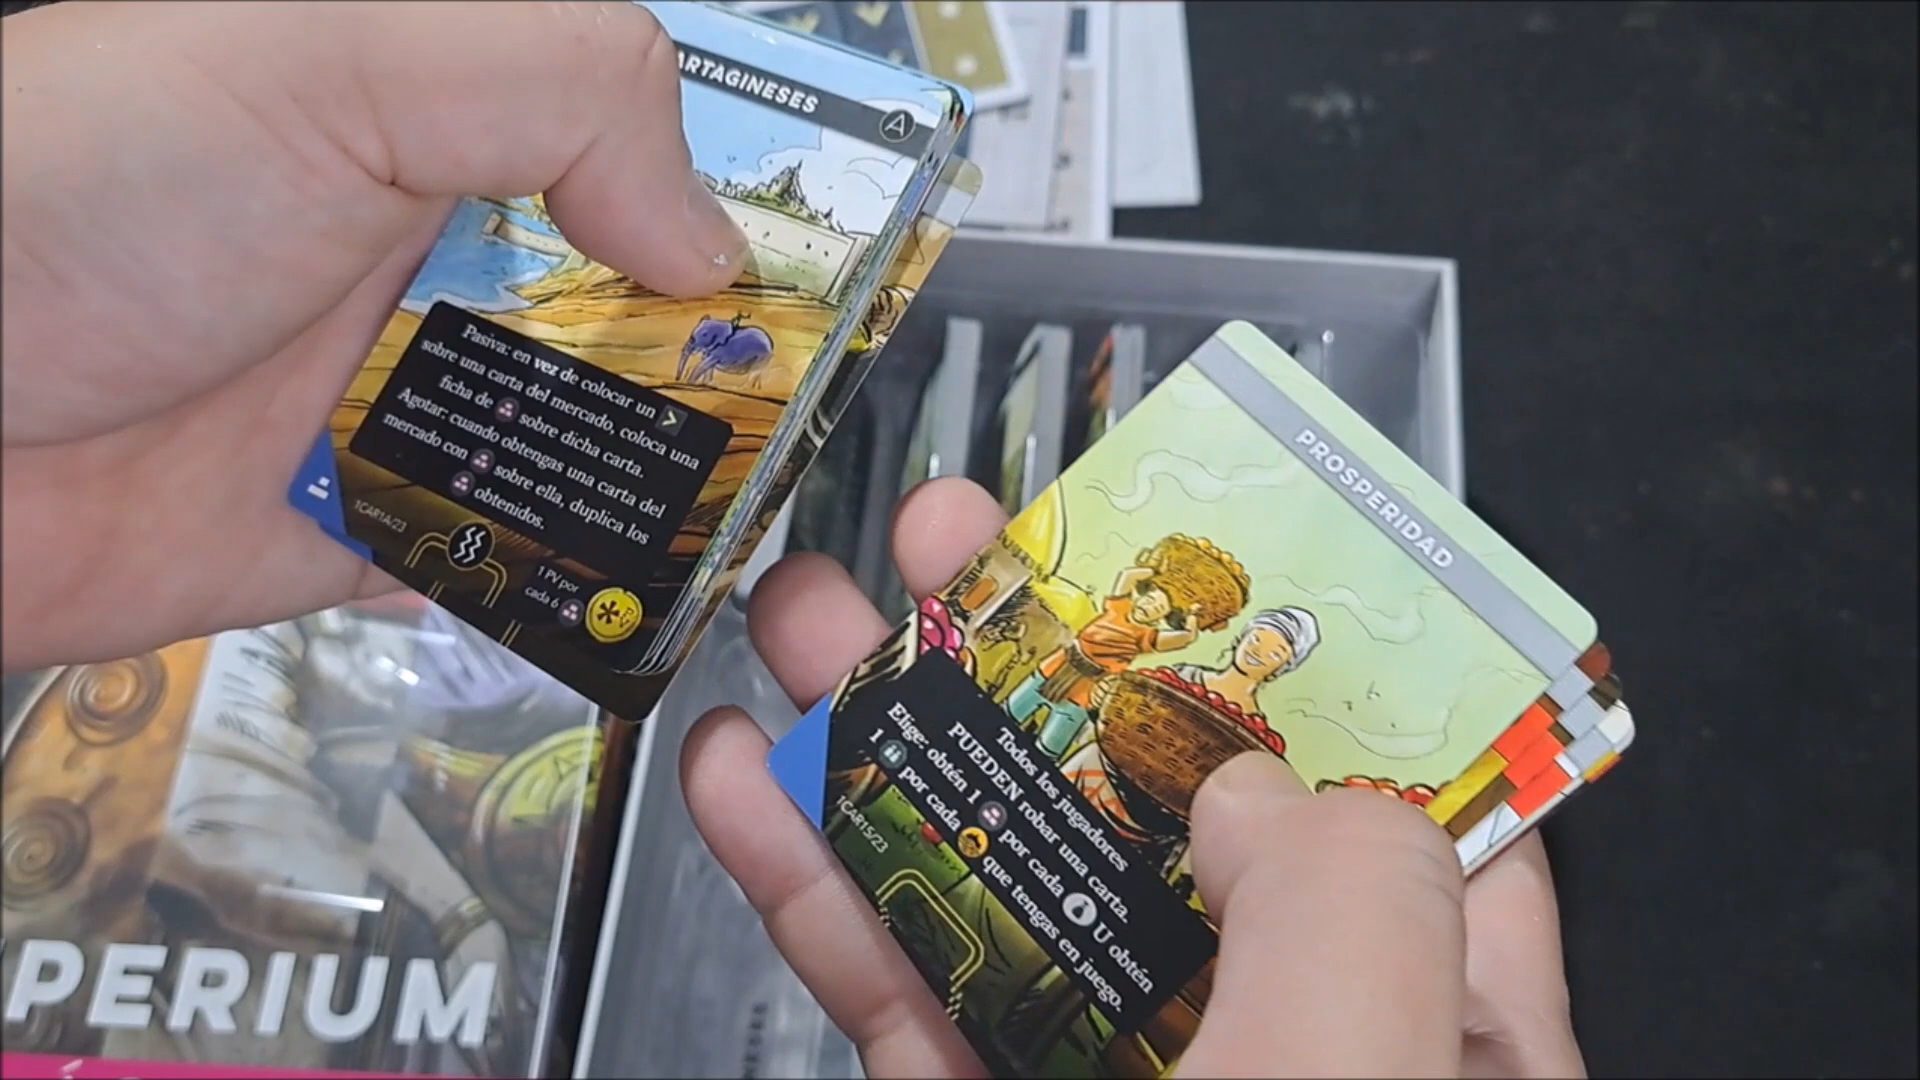 ARTAGINESES
A
Pasiva: en vez de colocar un
sobre una carta del mercado, coloca una
ficha de sobre dicha carta.
Agotar: cuando obtengas una carta del
mercado con sobre ella, duplica los
obtenidos.
1CAR1A/23
1 PV por
cada 6
PROSPERIDAD
Todos los jugadores
PUEDEN robar una carta.
Elige: obtén 1 por cada U obtén
1 por cada que tengas en juego.
1CAR15/23
PERIUM